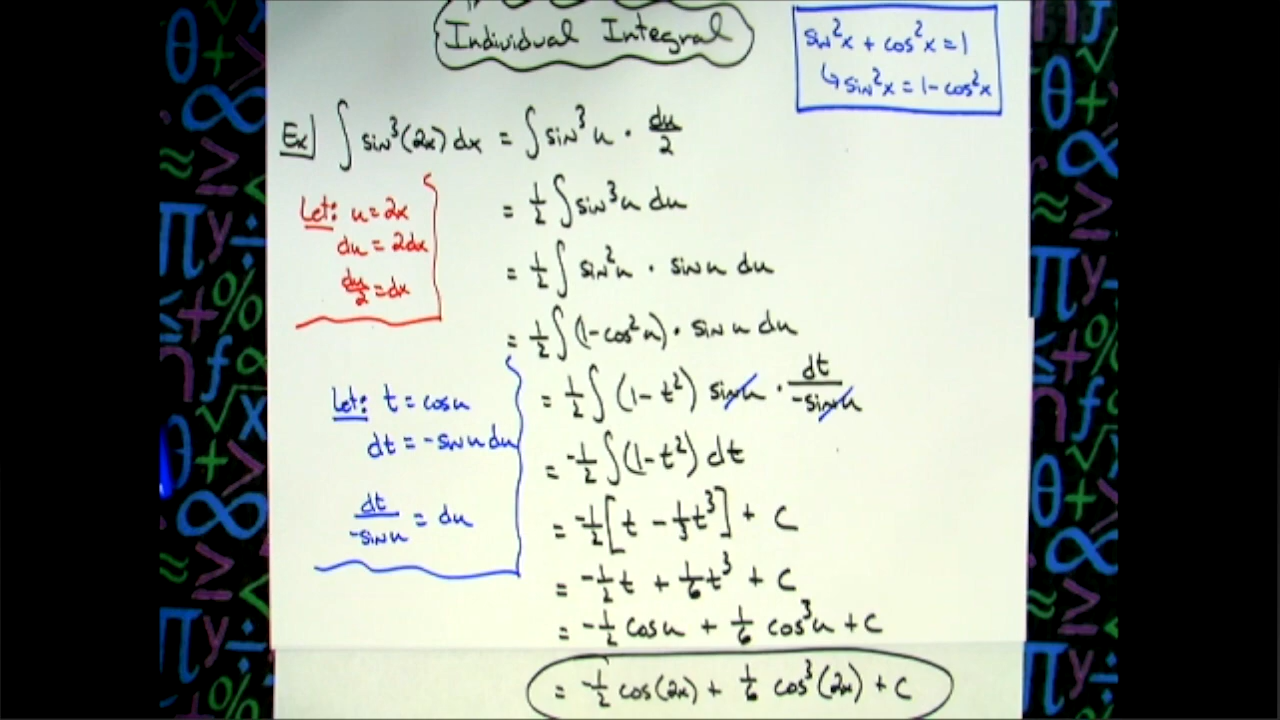 Individual Integral
sin²x + cos²x = 1
↳ sin²x = 1 - cos²x
Ex] ∫ sin³(2x) dx = ∫ sin³u · du/2
Let: u = 2x
du = 2dx
du/2 = dx
= 1/2 ∫ sin³u du
= 1/2 ∫ sin²u · sin u du
= 1/2 ∫ (1 - cos²u) · sin u du
Let: t = cos u
dt = -sin u du
dt/-sin u = du
= 1/2 ∫ (1 - t²) sin u · dt/-sin u
= -1/2 ∫ (1 - t²) dt
= -1/2 [t - 1/3 t³] + C
= -1/2 t + 1/6 t³ + C
= -1/2 cos u + 1/6 cos³u + C
= -1/2 cos(2x) + 1/6 cos³(2x) + C